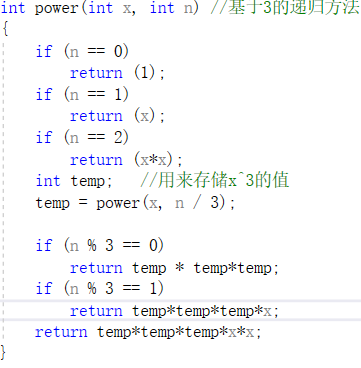 int power(int x, int n) //基于3的递归方法
{
if (n == 0)
return (1);
if (n == 1)
return (x);
if (n == 2)
return (x*x);
int temp; //用来存储x^3的值
temp = power(x, n / 3);
if (n % 3 == 0)
return temp * temp*temp;
if (n % 3 == 1)
return temp*temp*temp*x;
return temp*temp*temp*x*x;
}